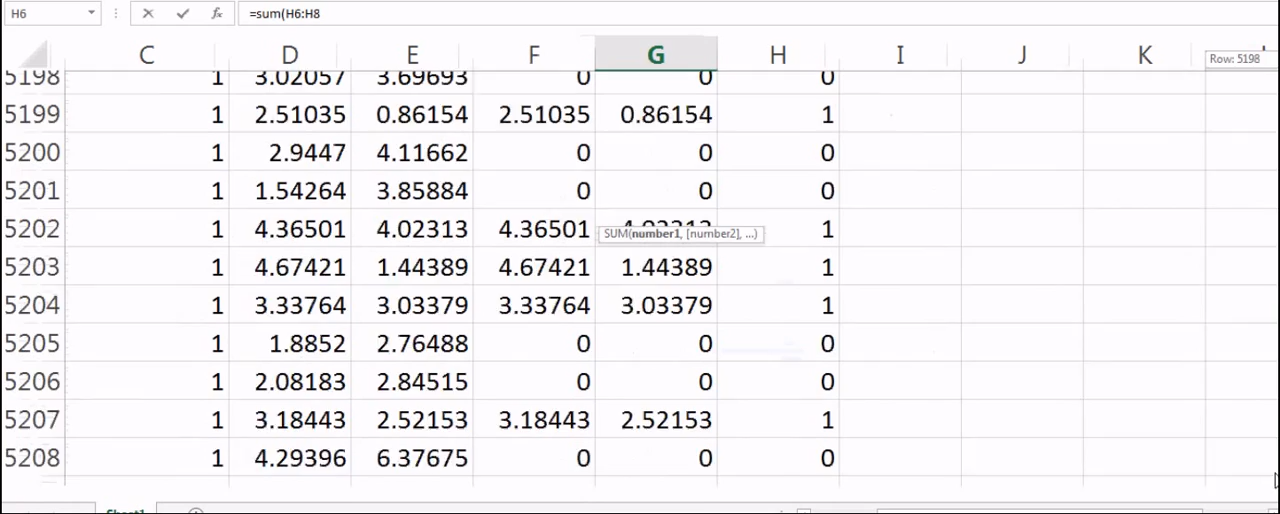 H6 =sum(H6:H8
C D E F G H I J K
Row: 5198
5198 1 3.02057 3.69693 0 0 0
5199 1 2.51035 0.86154 2.51035 0.86154 1
5200 1 2.9447 4.11662 0 0 0
5201 1 1.54264 3.85884 0 0 0
5202 1 4.36501 4.02313 4.36501 4.02313 1
SUM(number1, [number2], ...)
5203 1 4.67421 1.44389 4.67421 1.44389 1
5204 1 3.33764 3.03379 3.33764 3.03379 1
5205 1 1.8852 2.76488 0 0 0
5206 1 2.08183 2.84515 0 0 0
5207 1 3.18443 2.52153 3.18443 2.52153 1
5208 1 4.29396 6.37675 0 0 0
Sheet1